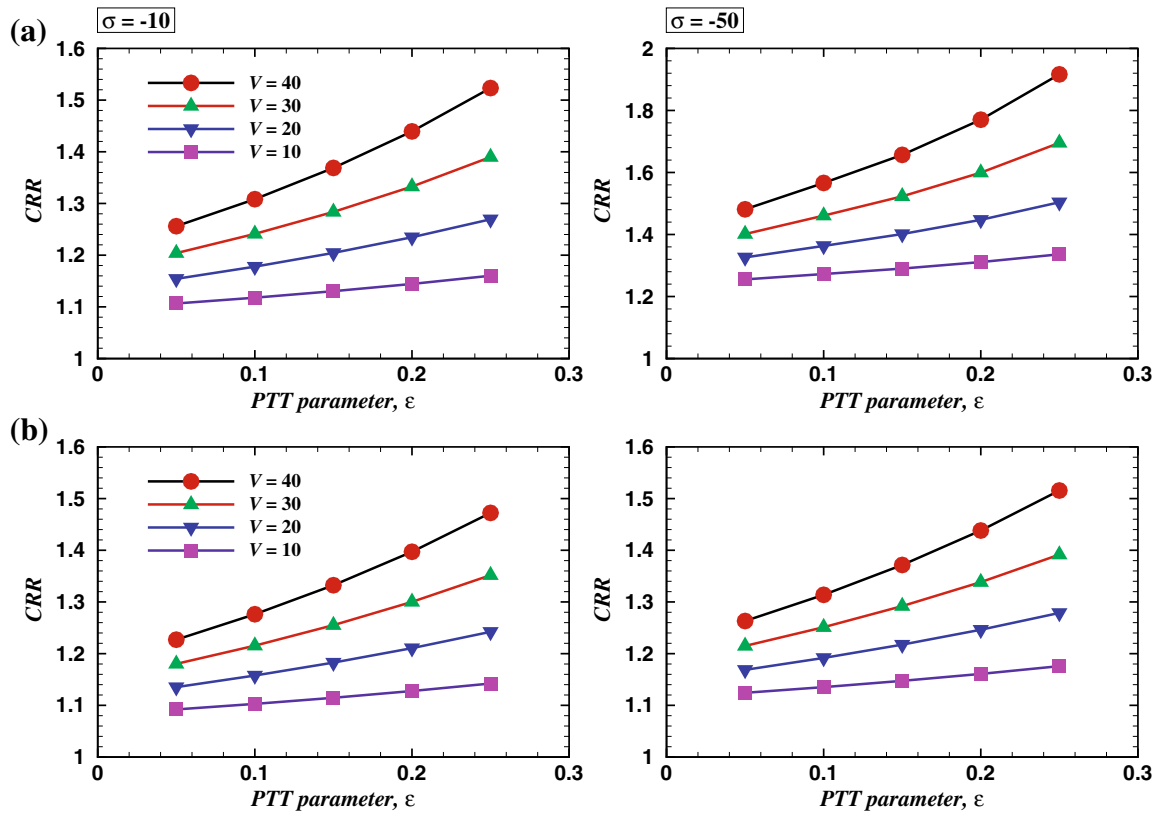 (a)
σ = -10
CRR
1.6
1.5
1.4
1.3
1.2
1.1
1
V = 40
V = 30
V = 20
V = 10
0
0.1
0.2
0.3
PTT parameter, ε
σ = -50
CRR
2
1.8
1.6
1.4
1.2
1
0
0.1
0.2
0.3
PTT parameter, ε
(b)
CRR
1.6
1.5
1.4
1.3
1.2
1.1
1
V = 40
V = 30
V = 20
V = 10
0
0.1
0.2
0.3
PTT parameter, ε
CRR
1.6
1.5
1.4
1.3
1.2
1.1
1
0
0.1
0.2
0.3
PTT parameter, ε